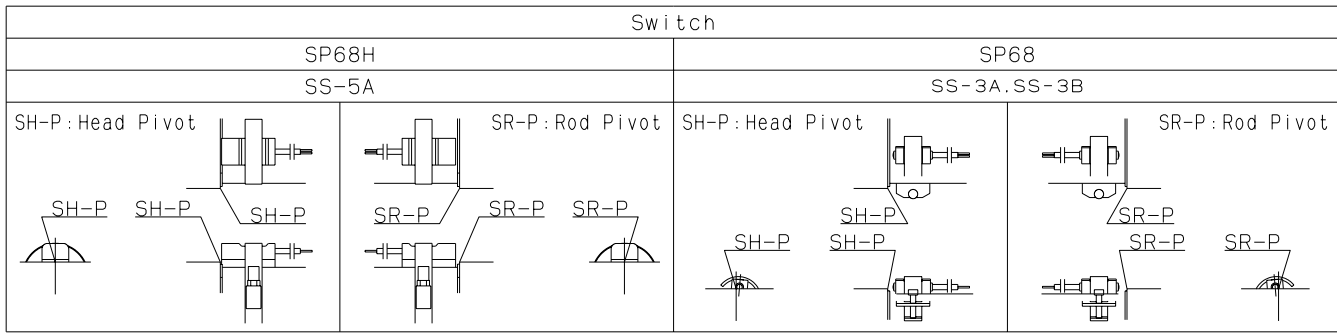 Switch
SP68H
SP68
SS-5A
SS-3A.SS-3B
SH-P:Head Pivot
SR-P:Rod Pivot
SH-P:Head Pivot
SR-P:Rod Pivot
SH-P
SH-P
SH-P
SR-P
SR-P
SR-P
SH-P
SR-P
SH-P
SH-P
SR-P
SR-P